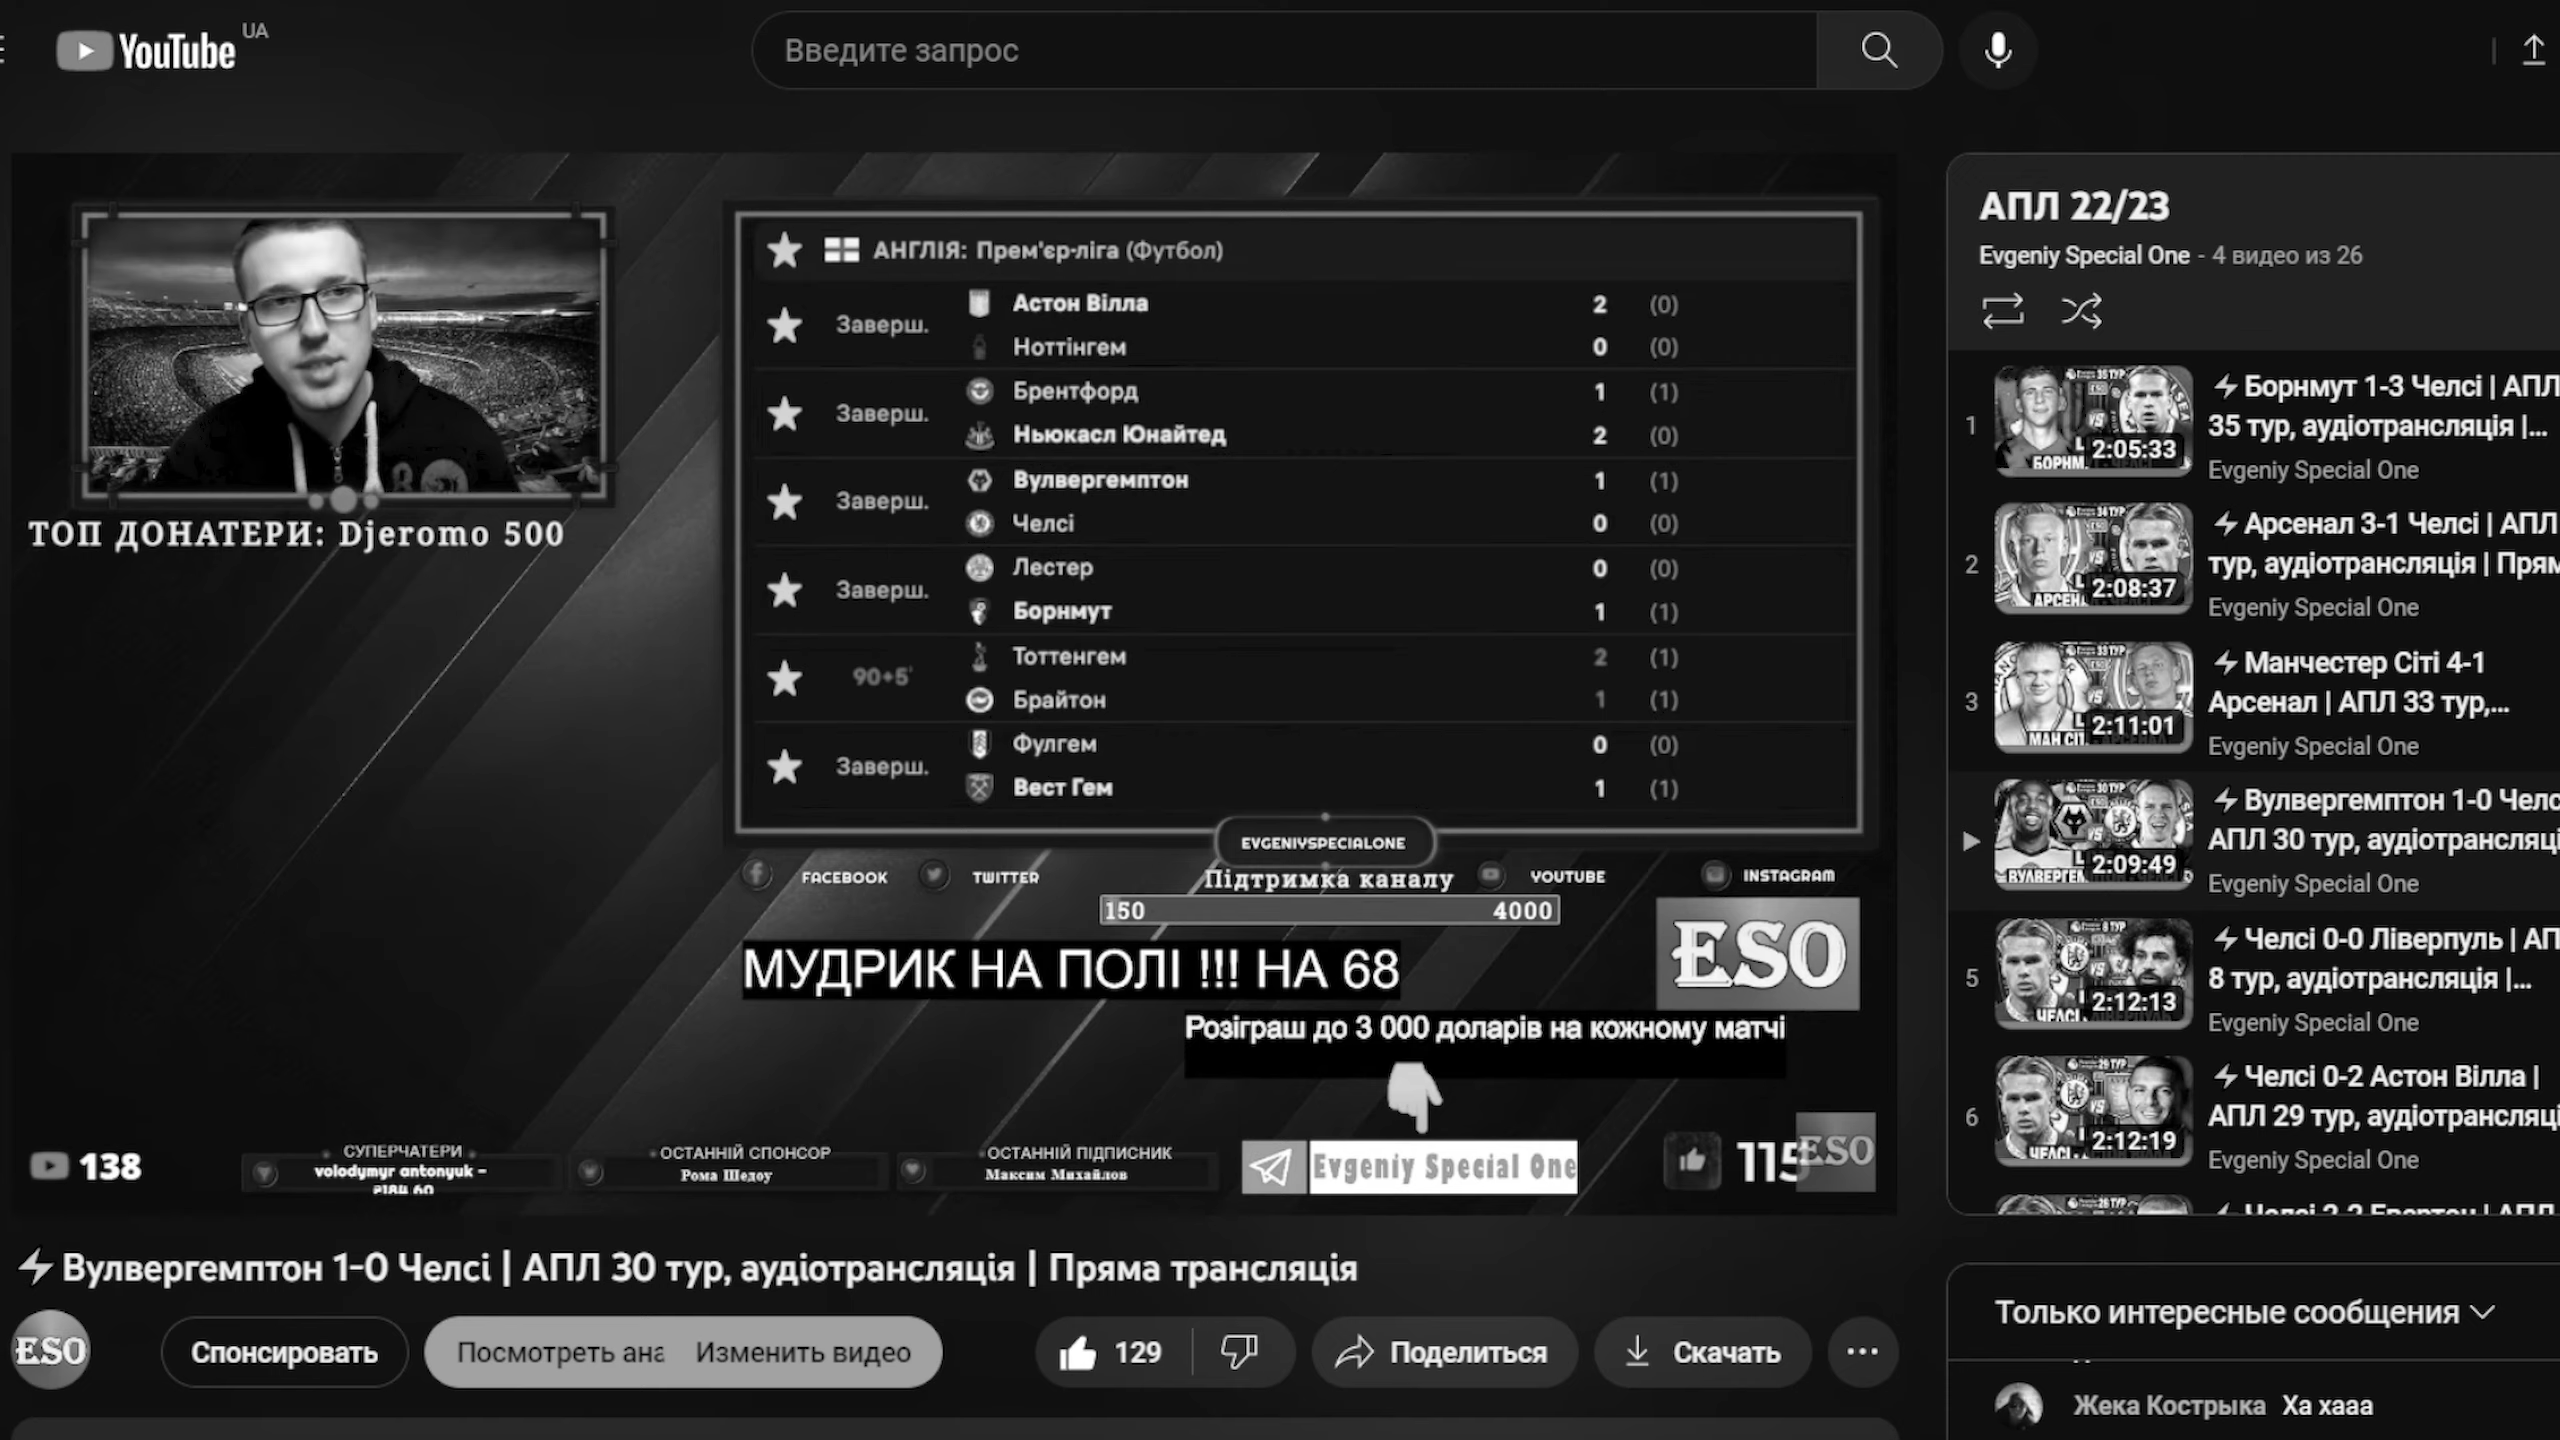 YouTube UA
Введите запрос
ТОП ДОНАТЕРИ: Djeromo 500
АНГЛІЯ: Прем'єр-ліга (Футбол)
Заверш.
Астон Вілла 2 (0)
Ноттінгем 0 (0)
Заверш.
Брентфорд 1 (1)
Ньюкасл Юнайтед 2 (0)
Заверш.
Вулвергемптон 1 (1)
Челсі 0 (0)
Заверш.
Лестер 0 (0)
Борнмут 1 (1)
90+5'
Тоттенгем 2 (1)
Брайтон 1 (1)
Заверш.
Фулгем 0 (0)
Вест Гем 1 (1)
EVGENIYSPECIALONE
FACEBOOK TWITTER Підтримка каналу YOUTUBE INSTAGRAM
150 4000
ESO
МУДРИК НА ПОЛІ !!! НА 68
Розіграш до 3 000 доларів на кожному матчі
138
СУПЕРЧАТЕРИ
volodymyr antonyuk -
ОСТАННІЙ СПОНСОР
Рома Шедоу
ОСТАННІЙ ПІДПИСНИК
Максим Михайлов
Evgeniy Special One
115
ESO
⚡Вулвергемптон 1-0 Челсі | АПЛ 30 тур, аудіотрансляція | Пряма трансляція
ESO
Спонсировать
Посмотреть ана
Изменить видео
129
Поделиться
Скачать
АПЛ 22/23
Evgeniy Special One - 4 видео из 26
1
2:05:33
⚡Борнмут 1-3 Челсі | АПЛ
35 тур, аудіотрансляція |...
Evgeniy Special One
2
2:08:37
⚡Арсенал 3-1 Челсі | АПЛ
тур, аудіотрансляція | Прям
Evgeniy Special One
3
2:11:01
⚡Манчестер Сіті 4-1
Арсенал | АПЛ 33 тур,...
Evgeniy Special One
2:09:49
⚡Вулвергемптон 1-0 Челс
АПЛ 30 тур, аудіотрансляці
Evgeniy Special One
5
2:12:13
⚡Челсі 0-0 Ліверпуль | АП
8 тур, аудіотрансляція |...
Evgeniy Special One
6
2:12:19
⚡Челсі 0-2 Астон Вілла |
АПЛ 29 тур, аудіотрансляці
Evgeniy Special One
⚡Челсі 2-2 Евертон | АПЛ
Только интересные сообщения
Жека Кострыка Ха хааа